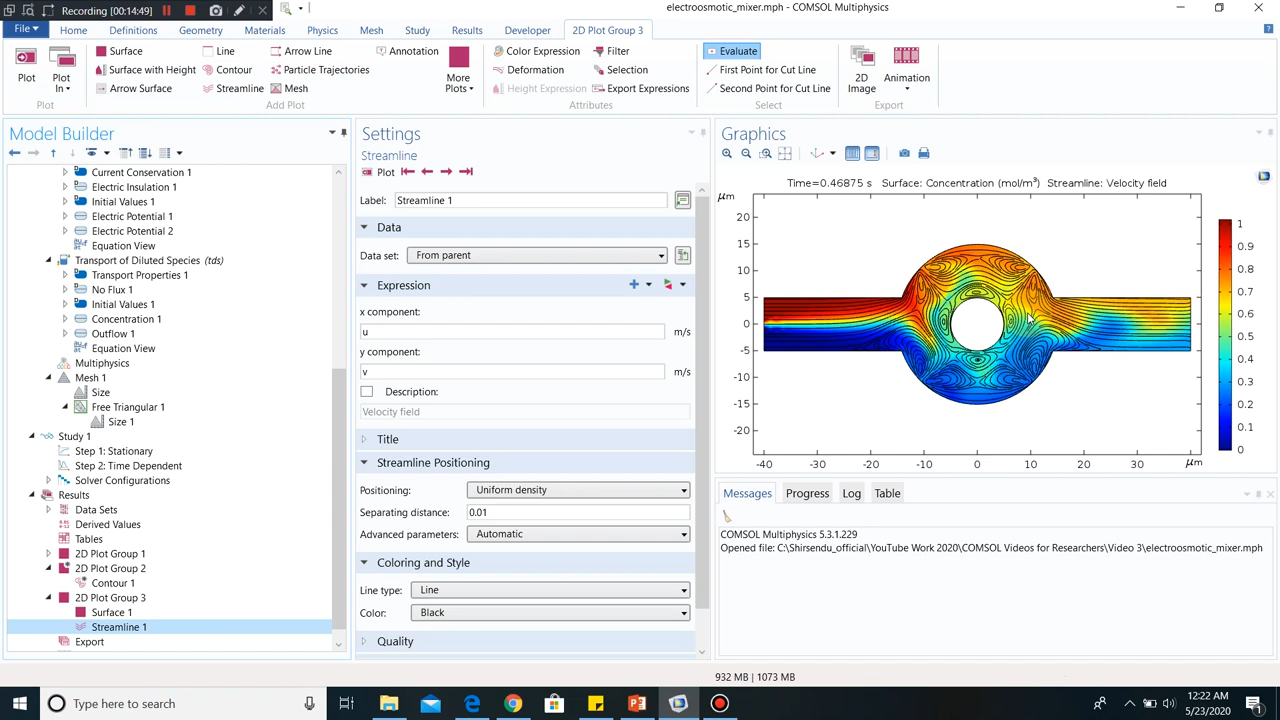 Recording [00:14:49]
electroosmotic_mixer.mph - COMSOL Multiphysics
File
Home
Definitions
Geometry
Materials
Physics
Mesh
Study
Results
Developer
2D Plot Group 3
Plot
Plot In
Surface
Surface with Height
Arrow Surface
Line
Contour
Streamline
Arrow Line
Particle Trajectories
Mesh
Annotation
More Plots
Color Expression
Deformation
Height Expression
Filter
Selection
Export Expressions
Evaluate
First Point for Cut Line
Second Point for Cut Line
2D Image
Animation
Plot
Add Plot
Attributes
Select
Export
Model Builder
Current Conservation 1
Electric Insulation 1
Initial Values 1
Electric Potential 1
Electric Potential 2
Equation View
Transport of Diluted Species (tds)
Transport Properties 1
No Flux 1
Initial Values 1
Concentration 1
Outflow 1
Equation View
Multiphysics
Mesh 1
Size
Free Triangular 1
Size 1
Study 1
Step 1: Stationary
Step 2: Time Dependent
Solver Configurations
Results
Data Sets
Derived Values
Tables
2D Plot Group 1
2D Plot Group 2
Contour 1
2D Plot Group 3
Surface 1
Streamline 1
Export
Settings
Streamline
Plot
Label: Streamline 1
Data
Data set: From parent
Expression
x component:
u m/s
y component:
v m/s
Description:
Velocity field
Title
Streamline Positioning
Positioning: Uniform density
Separating distance: 0.01
Advanced parameters: Automatic
Coloring and Style
Line type: Line
Color: Black
Quality
Graphics
Time=0.46875 s Surface: Concentration (mol/m³) Streamline: Velocity field
µm
20
15
10
5
0
-5
-10
-15
-20
-40 -30 -20 -10 0 10 20 30 µm
1
0.9
0.8
0.7
0.6
0.5
0.4
0.3
0.2
0.1
0
Messages
Progress
Log
Table
COMSOL Multiphysics 5.3.1.229
Opened file: C:\Shirsendu_official\YouTube Work 2020\COMSOL Videos for Researchers\Video 3\electroosmotic_mixer.mph
932 MB | 1073 MB
Type here to search
12:22 AM
5/23/2020